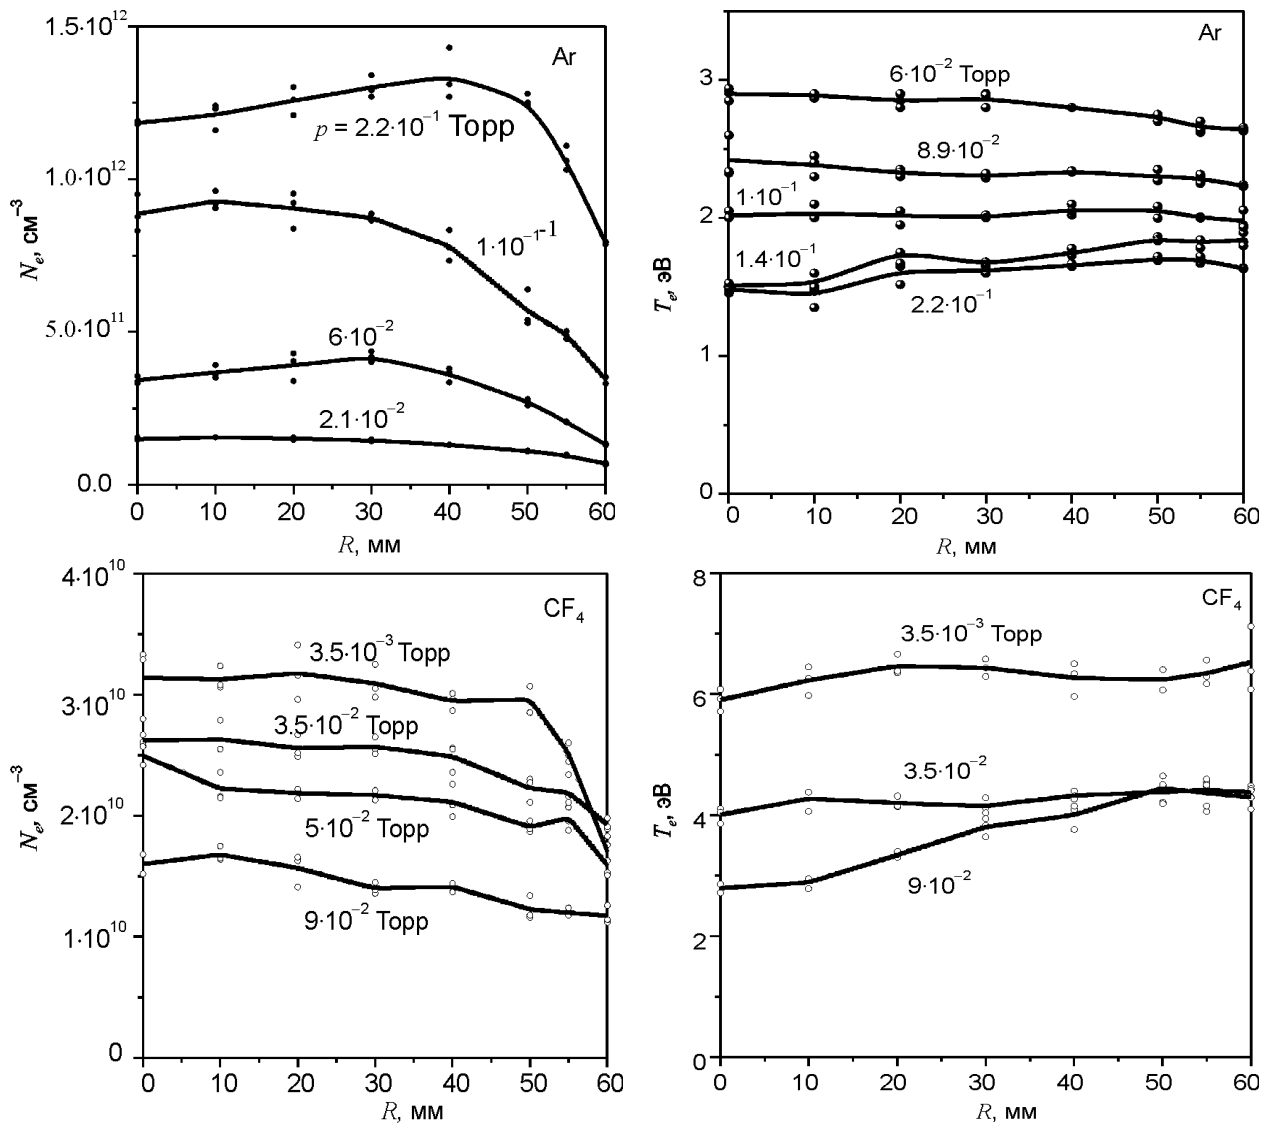 1.5·10¹²
Ar
p = 2.2·10⁻¹ Торр
1.0·10¹²
Nₑ, см⁻³
1·10⁻¹⁻¹
5.0·10¹¹
6·10⁻²
2.1·10⁻²
0.0
0 10 20 30 40 50 60
R, мм
Ar
3
6·10⁻² Торр
8.9·10⁻²
1·10⁻¹
2
1.4·10⁻¹
Tₑ, эВ
2.2·10⁻¹
1
0
0 10 20 30 40 50 60
R, мм
4·10¹⁰
CF₄
3.5·10⁻³ Торр
3·10¹⁰
3.5·10⁻² Торр
Nₑ, см⁻³
2·10¹⁰
5·10⁻² Торр
9·10⁻² Торр
1·10¹⁰
0
0 10 20 30 40 50 60
R, мм
8
CF₄
3.5·10⁻³ Торр
6
3.5·10⁻²
Tₑ, эВ
4
9·10⁻²
2
0
0 10 20 30 40 50 60
R, мм